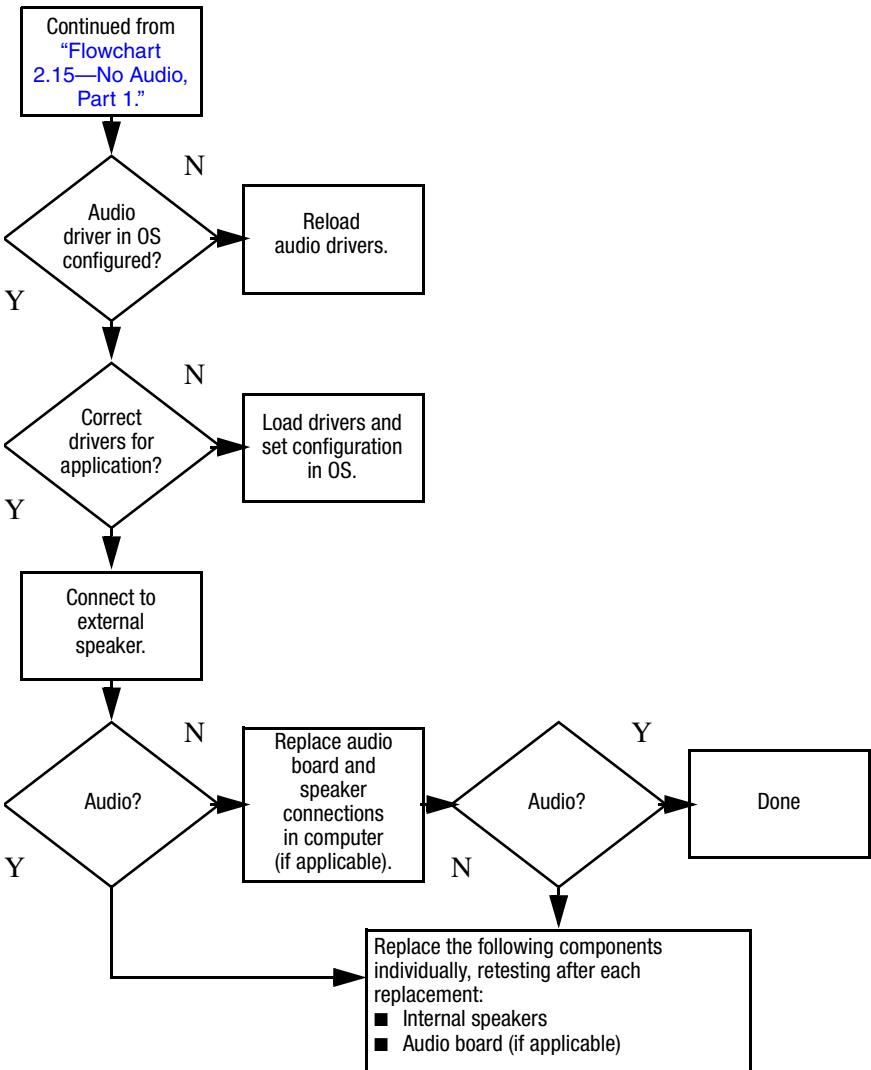 Continued from
“Flowchart
2.15—No Audio,
Part 1.”
N
Audio
driver in OS
configured?
Reload
audio drivers.
Y
N
Correct
drivers for
application?
Load drivers and
set configuration
in OS.
Y
Connect to
external
speaker.
N
Audio?
Replace audio
board and
speaker
connections
in computer
(if applicable).
Y
Audio?
Done
Y
N
Replace the following components
individually, retesting after each
replacement:
■ Internal speakers
■ Audio board (if applicable)